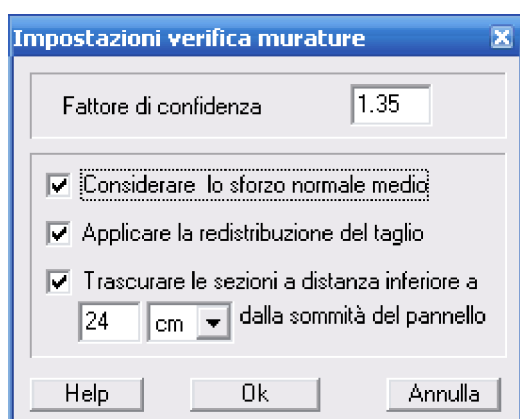 Impostazioni verifica murature
Fattore di confidenza 1.35
Considerare lo sforzo normale medio
Applicare la redistribuzione del taglio
Trascurare le sezioni a distanza inferiore a
24 cm dalla sommità del pannello
Help Ok Annulla